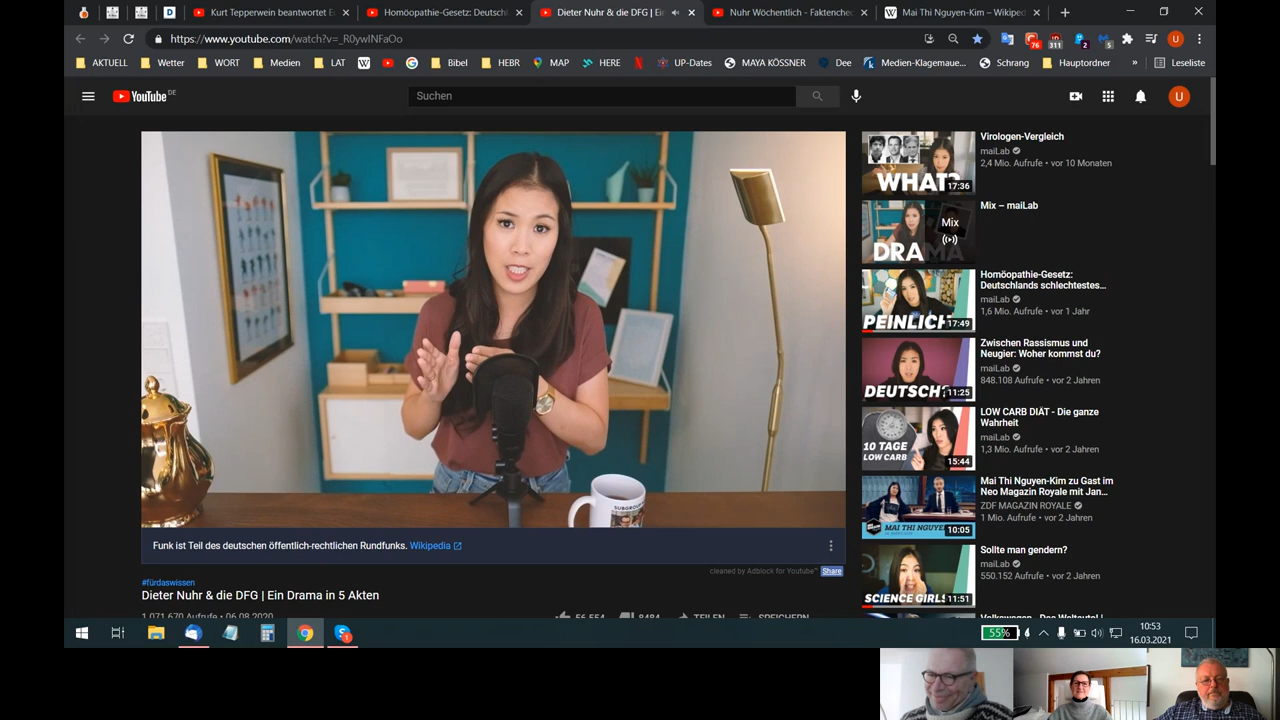 Kurt Tepperwein beantwortet E
Homöopathie-Gesetz: Deutschl
Dieter Nuhr & die DFG | Ein D
Nuhr Wöchentlich - Faktenchec
Mai Thi Nguyen-Kim – Wikiped
https://www.youtube.com/watch?v=_R0ywINFaOo
76
311
2
5
U
AKTUELL
Wetter
WORT
Medien
LAT
Bibel
HEBR
MAP
HERE
UP-Dates
MAYA KÖSSNER
Dee
Medien-Klagemaue...
Schrang
Hauptordner
»
Leseliste
YouTube DE
Suchen
U
Virologen-Vergleich
maiLab
2,4 Mio. Aufrufe • vor 10 Monaten
WHAT?
17:36
Mix – maiLab
Mix
DRAMA
Homöopathie-Gesetz:
Deutschlands schlechtestes...
maiLab
1,6 Mio. Aufrufe • vor 1 Jahr
PEINLICH
17:49
Zwischen Rassismus und
Neugier: Woher kommst du?
maiLab
848.108 Aufrufe • vor 2 Jahren
DEUTSCH?
11:25
LOW CARB DIÄT - Die ganze
Wahrheit
maiLab
1,3 Mio. Aufrufe • vor 2 Jahren
10 TAGE
LOW CARB
15:44
Mai Thi Nguyen-Kim zu Gast im
Neo Magazin Royale mit Jan...
ZDF MAGAZIN ROYALE
1 Mio. Aufrufe • vor 2 Jahren
MAI THI NGUYEN
10:05
Sollte man gendern?
maiLab
550.152 Aufrufe • vor 2 Jahren
SCIENCE GIRLS
11:51
Funk ist Teil des deutschen öffentlich-rechtlichen Rundfunks. Wikipedia
cleaned by Adblock for Youtube™ Share
#fürdaswissen
Dieter Nuhr & die DFG | Ein Drama in 5 Akten
1.071.670 Aufrufe • 06.08.2020
56.554
8484
TEILEN
SPEICHERN
55%
10:53
16.03.2021